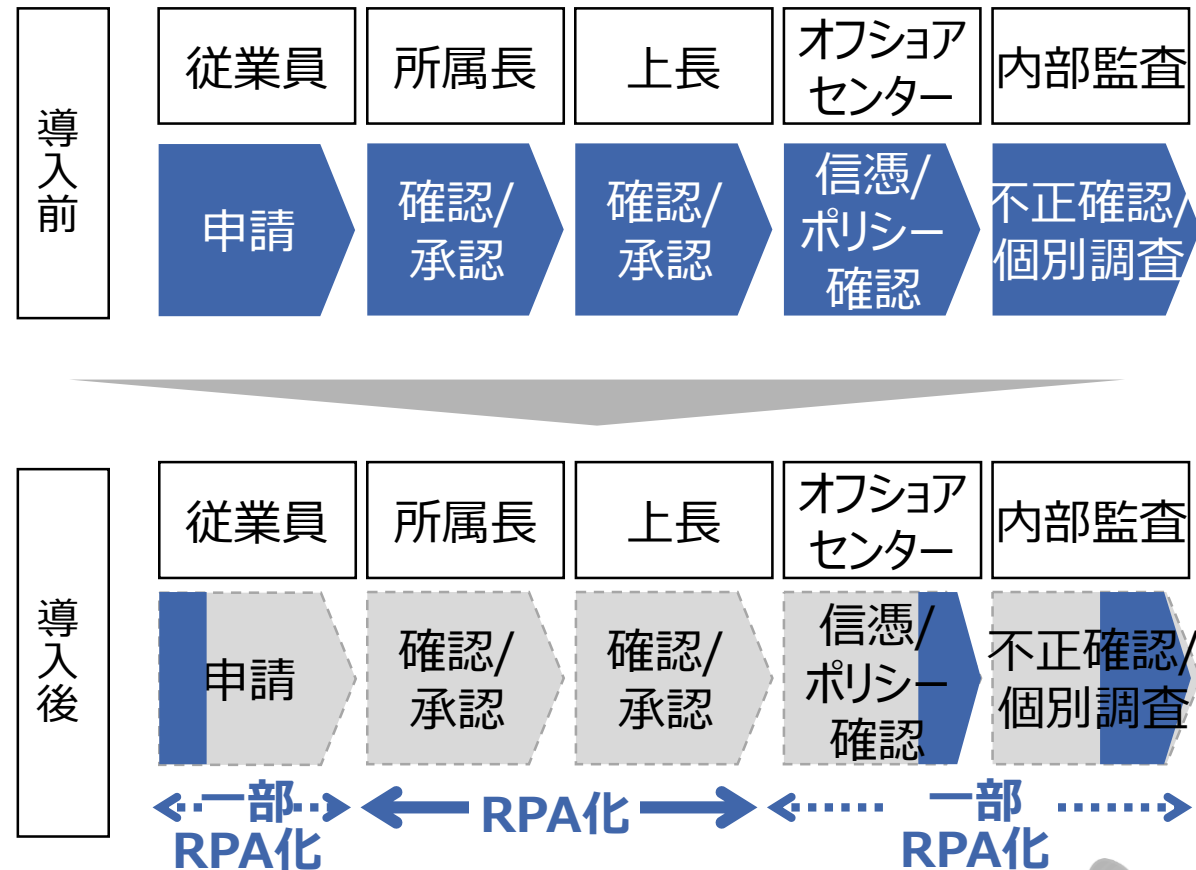 導入前
従業員
所属長
上長
オフショア
センター
内部監査
申請
確認/
承認
確認/
承認
信憑/
ポリシー
確認
不正確認/
個別調査
導入後
従業員
所属長
上長
オフショア
センター
内部監査
申請
確認/
承認
確認/
承認
信憑/
ポリシー
確認
不正確認/
個別調査
一部
RPA化
RPA化
一部
RPA化